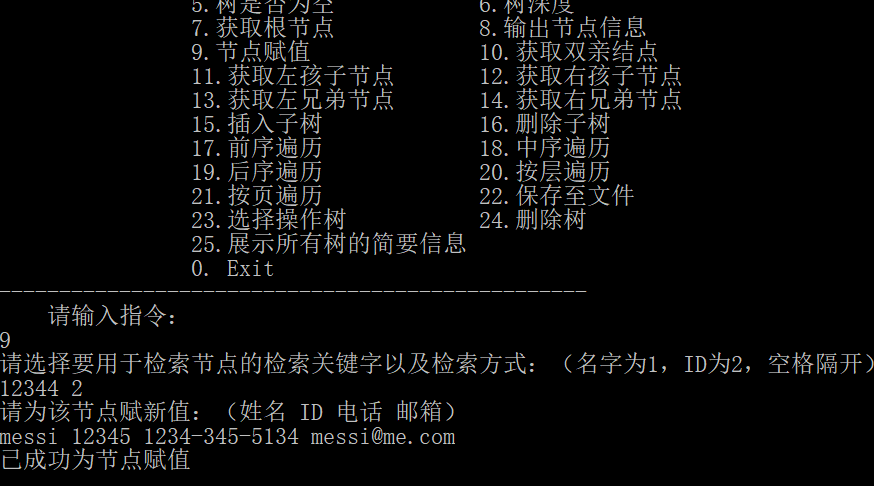 5.树是否为空 6.树深度
7.获取根节点 8.输出节点信息
9.节点赋值 10.获取双亲结点
11.获取左孩子节点 12.获取右孩子节点
13.获取左兄弟节点 14.获取右兄弟节点
15.插入子树 16.删除子树
17.前序遍历 18.中序遍历
19.后序遍历 20.按层遍历
21.按页遍历 22.保存至文件
23.选择操作树 24.删除树
25.展示所有树的简要信息
0. Exit
-------------------------------------------------
请输入指令：
9
请选择要用于检索节点的检索关键字以及检索方式：（名字为1，ID为2，空格隔开）
12344 2
请为该节点赋新值：（姓名 ID 电话 邮箱）
messi 12345 1234-345-5134 messi@me.com
已成功为节点赋值